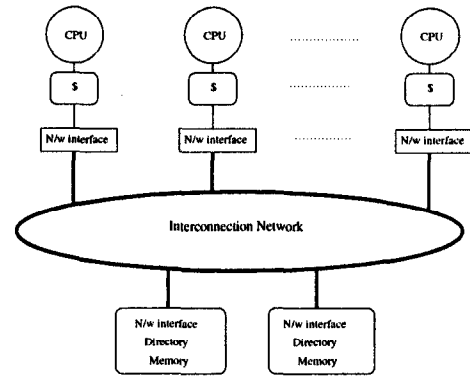 CPU CPU CPU
$ $ $
N/w interface N/w interface N/w interface
Interconnection Network
N/w interface N/w interface
Directory Directory
Memory Memory